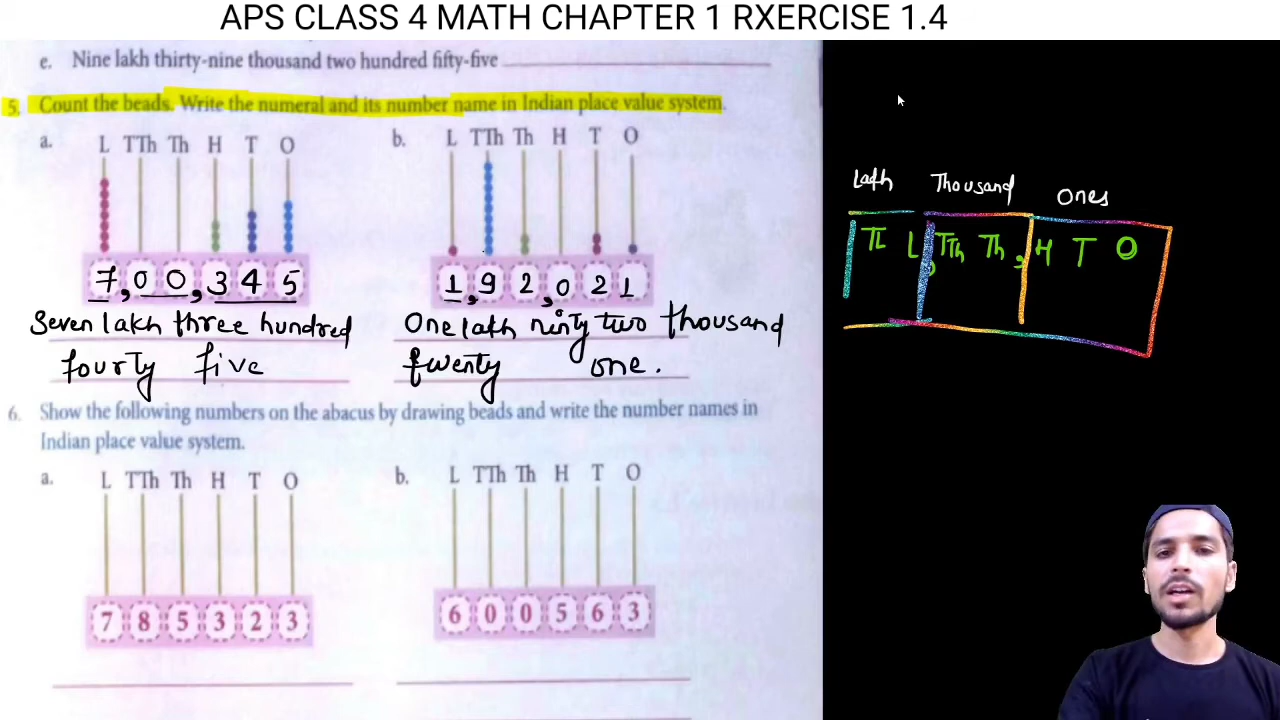 APS CLASS 4 MATH CHAPTER 1 RXERCISE 1.4
e. Nine lakh thirty-nine thousand two hundred fifty-five
5. Count the beads. Write the numeral and its number name in Indian place value system.
a. L TTh Th H T O
7,00,345
Seven lakh three hundred
fourty five
b. L TTh Th H T O
1,92,021
One lakh ninty two thousand
twenty one.
6. Show the following numbers on the abacus by drawing beads and write the number names in
Indian place value system.
a. L TTh Th H T O
7 8 5 3 2 3
b. L TTh Th H T O
6 0 0 5 6 3
Lakh Thousand Ones
TL L, TTh Th, H T O